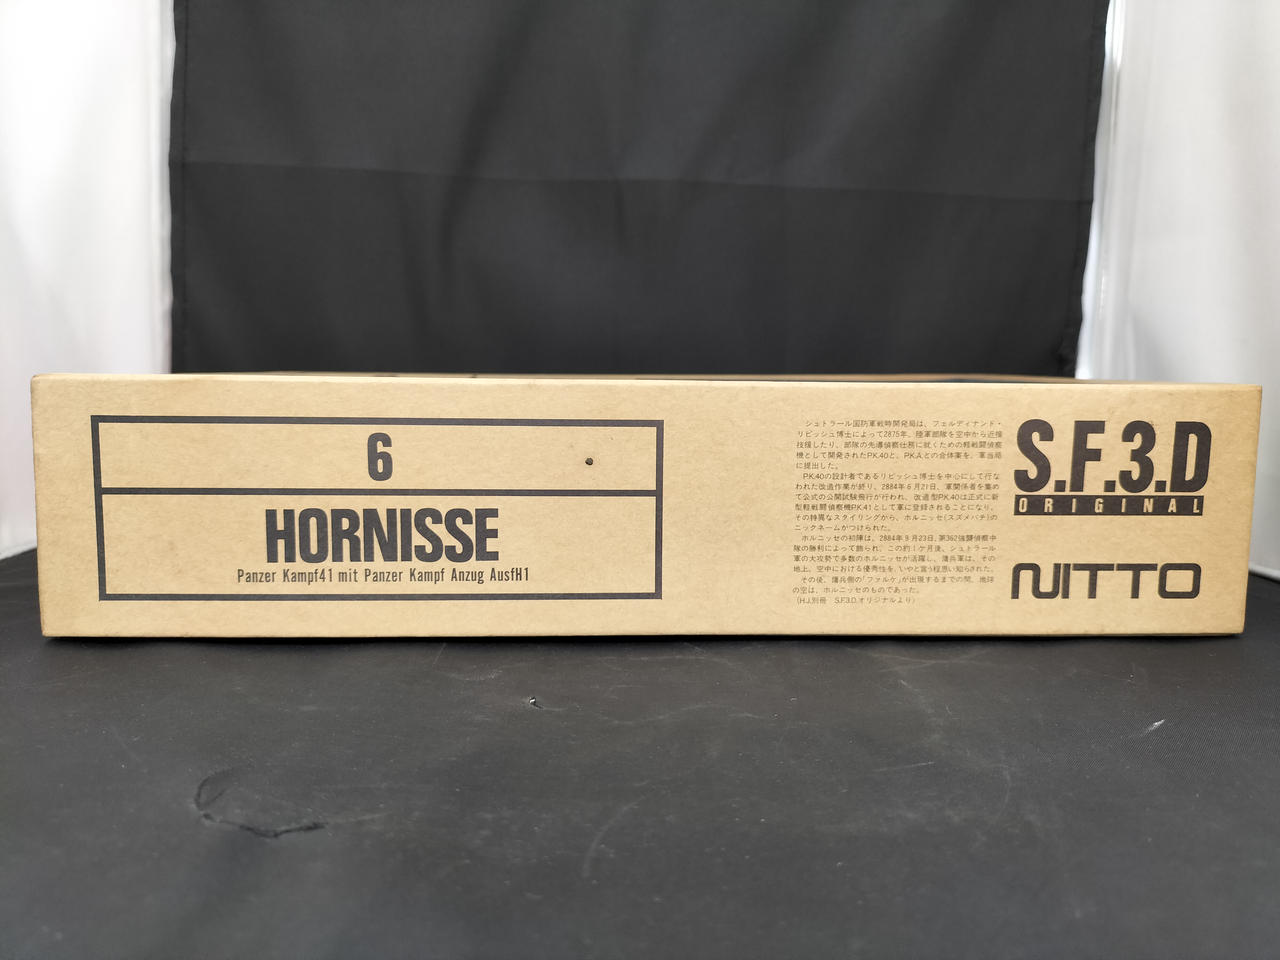 6
HORNISSE
Panzer Kampf41 mit Panzer Kampf Anzug AusfH1
シュトラール国防軍戦時開発局は、フェルディナンド・
リピッシュ博士によって2875年、陸軍部隊を空中から近接
技援したり、部隊の先導偵察仕務に就くための軽戦闘偵察
機として開発されたPK.40と、PK.Aとの合体案を、軍当局
に提出した。
PK.40の設計者であるリピッシュ博士を中心にして行な
われた改造作業が終り、2884年6月21日、軍関係者を集め
て公式の公開試験飛行が行われ、改造型PK.40は正式に新
型軽戦闘偵察機PK.41として軍に登録されることになり、
その特異なスタイリングから、ホルニッセ(スズメバチ)の
ニックネームがつけられた。
ホルニッセの初陣は、2884年9月23日、第362強襲偵察中
隊の勝利によって飾られ、この約1ケ月後、シュトラール
軍の大攻勢で多数のホルニッセが活躍し、傭兵軍は、その
地上、空中における優秀性を、いやと言う程思い知らされた。
その後、傭兵側の「ファルケ」が出現するまでの間、地球
の空は、ホルニッセのものであった。
(H.J.別冊 S.F.3.D.オリジナルより)
S.F.3.D
ORIGINAL
NITTO